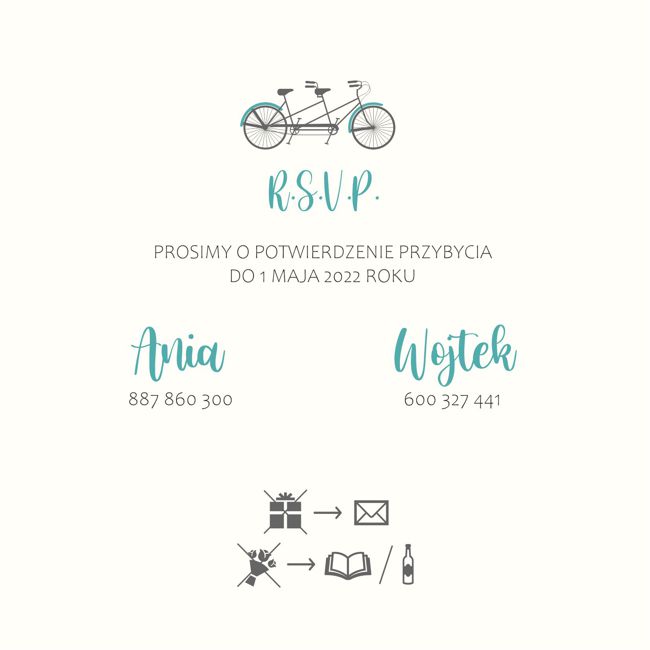 R.S.V.P.
PROSIMY O POTWIERDZENIE PRZYBYCIA
DO 1 MAJA 2022 ROKU
Ania
887 860 300
Wojtek
600 327 441